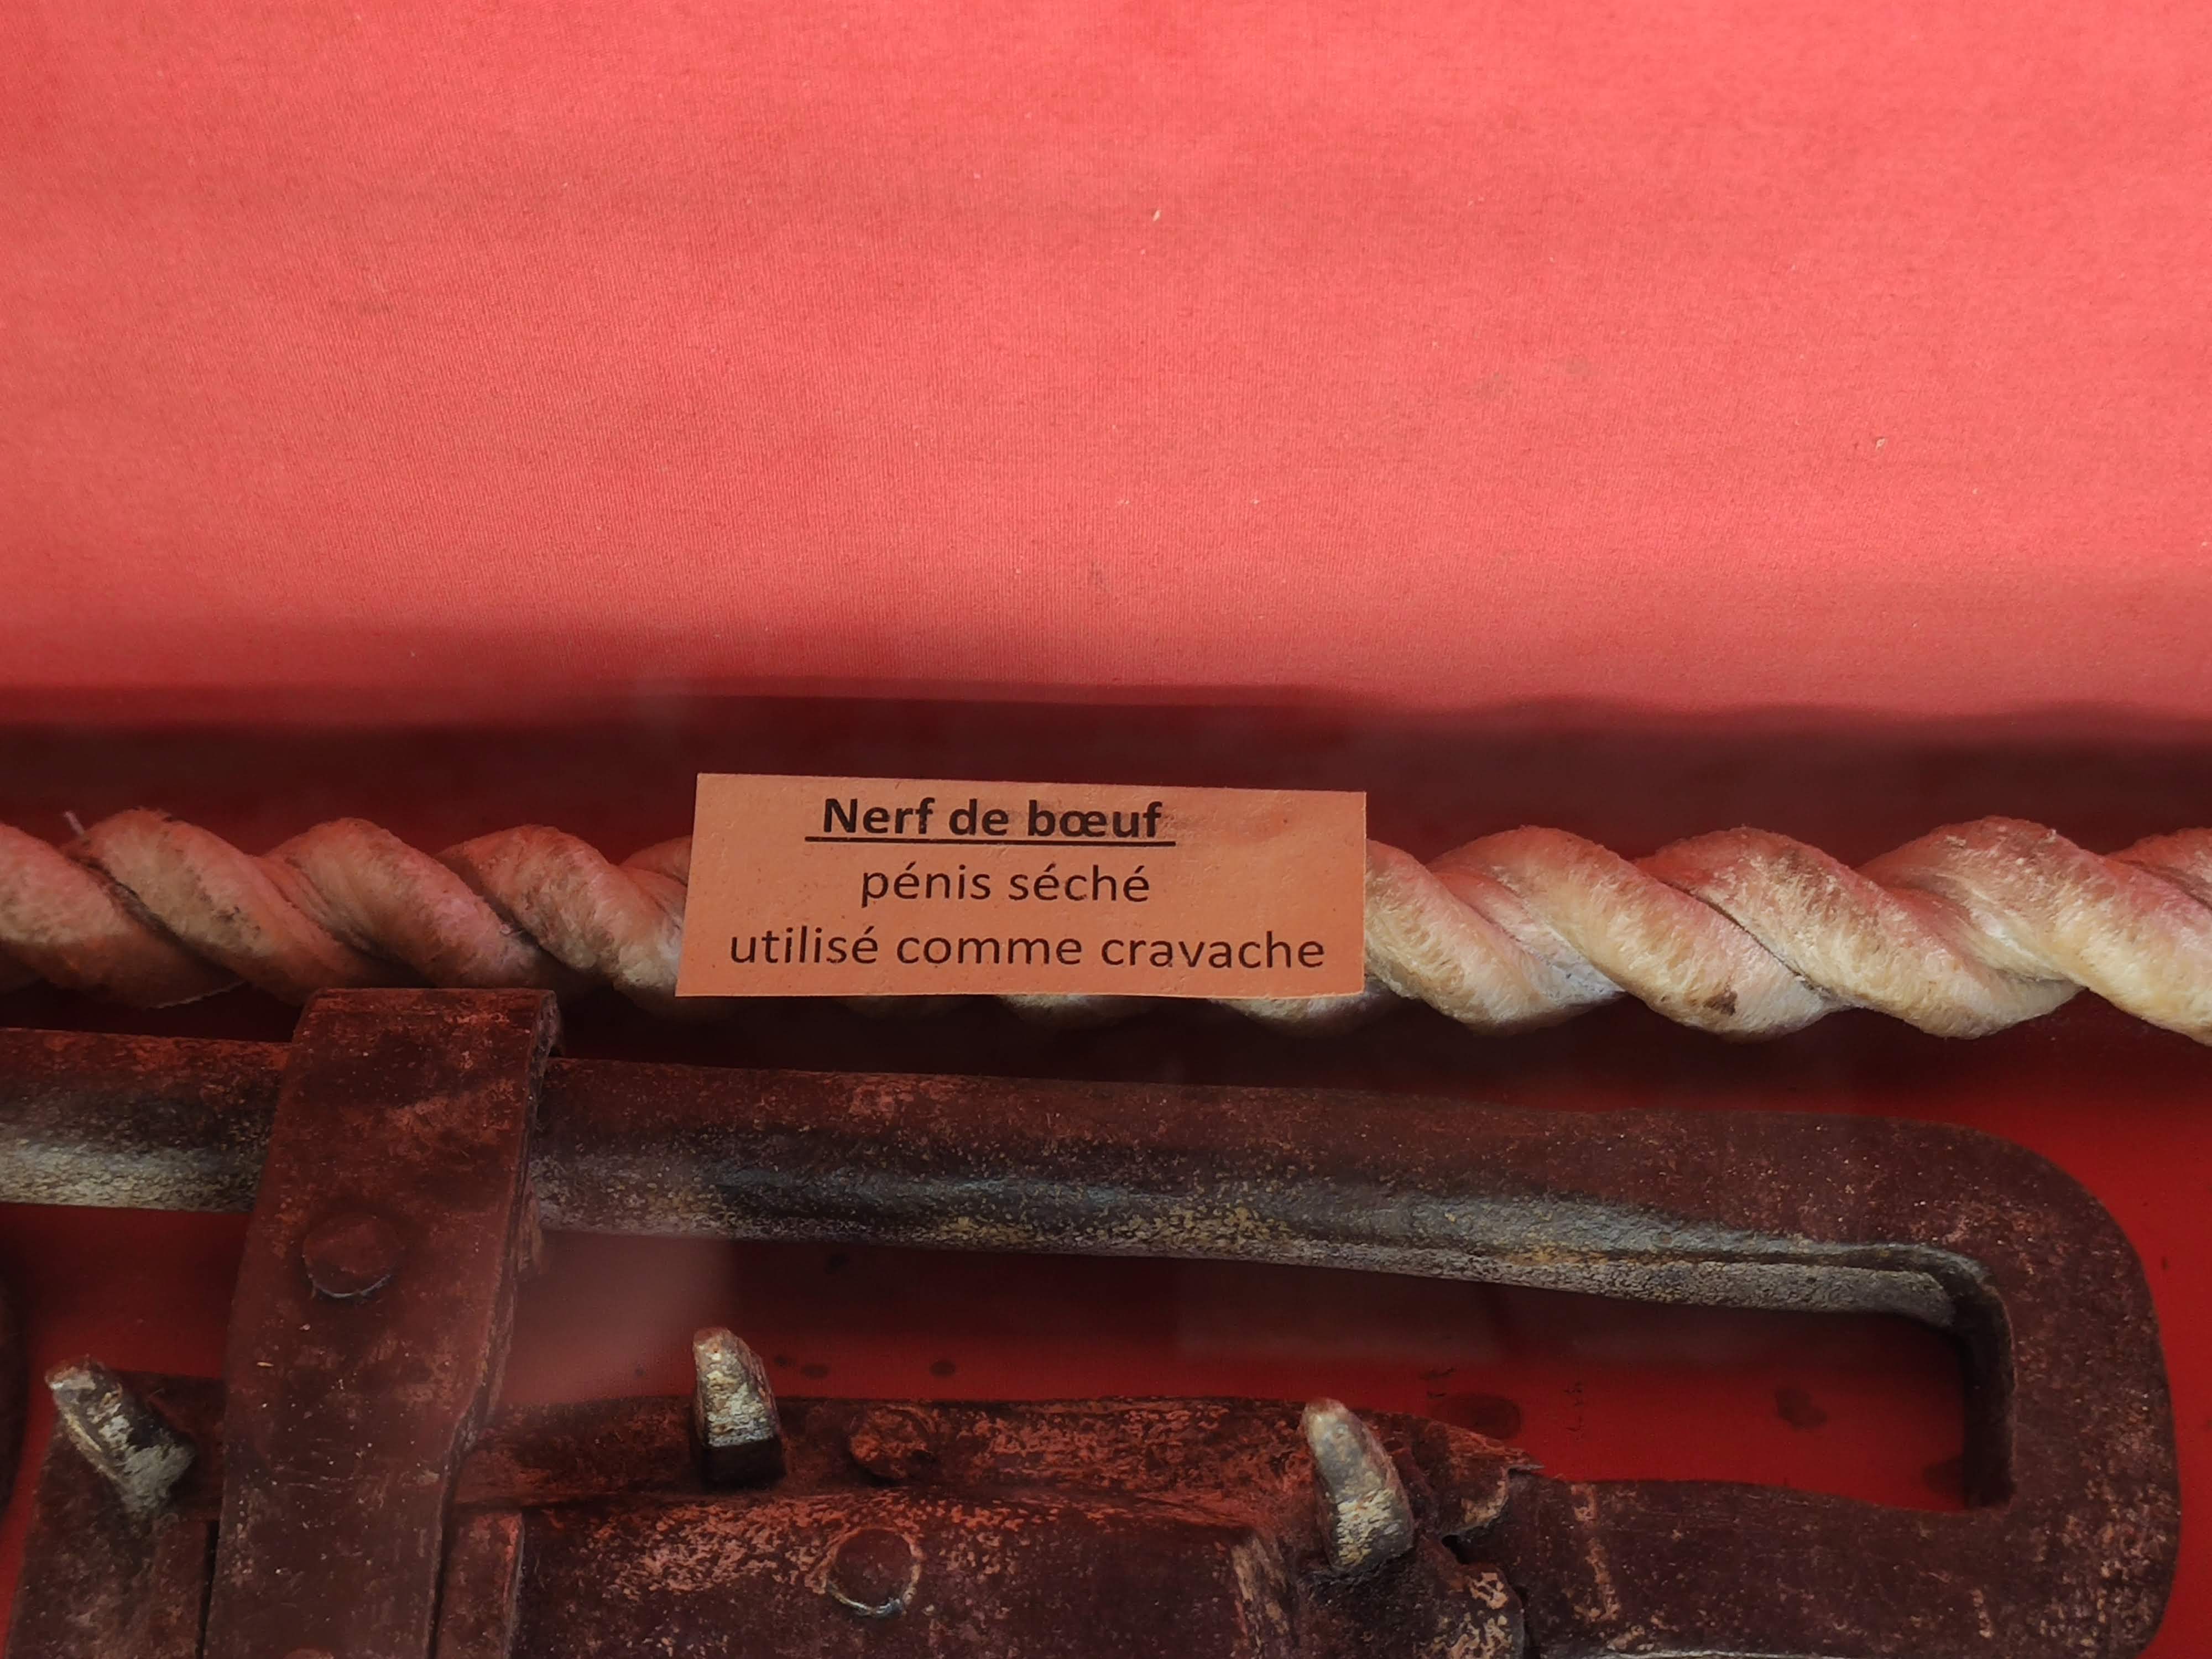 Nerf de bœuf
pénis séché
utilisé comme cravache